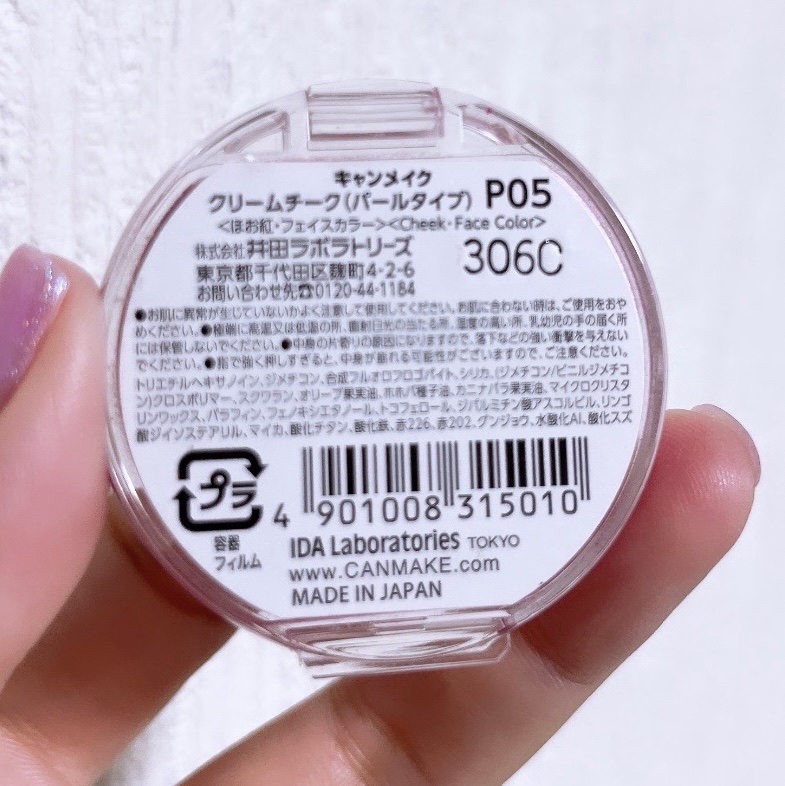 キャンメイク
クリームチーク(パールタイプ) P05
<ほお紅・フェイスカラー><Cheek・Face Color>
株式会社 井田ラボラトリーズ 306C
東京都千代田区麹町4-2-6
お問い合わせ先☎0120-44-1184
●お肌に異常が生じていないかよく注意して使用してください。お肌に合わない時は、ご使用をおや
めください。●極端に高温又は低温の所、直射日光の当たる所、湿度の高い所、乳幼児の手の届く所
には保管しないでください。●中身の片寄りの原因になりますので、落下などの強い衝撃を与えない
でください。●指で強く押しすぎると、中身が崩れる可能性がございますので、ご注意ください。
トリエチルヘキサノイン、ジメチコン、合成フルオロフロゴパイト、シリカ、(ジメチコン/ビニルジメチコ
ン)クロスポリマー、スクワラン、オリーブ果実油、ホホバ種子油、カニナバラ果実油、マイクロクリスタ
リンワックス、パラフィン、フェノキシエタノール、トコフェロール、ジパルミチン酸アスコルビル、リンゴ
酸ジイソステアリル、マイカ、酸化チタン、酸化鉄、赤226、赤202、グンジョウ、水酸化Al、酸化スズ
プラ
容器
フィルム
4 901008 315010
IDA Laboratories TOKYO
www.CANMAKE.com
MADE IN JAPAN